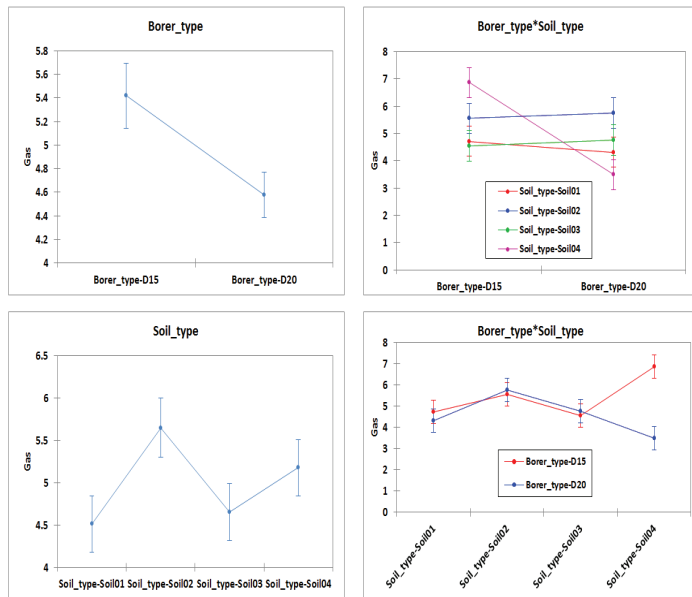 Borer_type
5.8
5.6
5.4
5.2
5
4.8
4.6
4.4
4.2
4
Gas
Borer_type-D15 Borer_type-D20
Borer_type*Soil_type
8
7
6
5
4
3
2
1
0
Gas
Soil_type-Soil01
Soil_type-Soil02
Soil_type-Soil03
Soil_type-Soil04
Borer_type-D15 Borer_type-D20
Soil_type
6.5
6
5.5
5
4.5
4
Gas
Soil_type-Soil01 Soil_type-Soil02 Soil_type-Soil03 Soil_type-Soil04
Borer_type*Soil_type
8
7
6
5
4
3
2
1
0
Gas
Borer_type-D15
Borer_type-D20
Soil_type-Soil01 Soil_type-Soil02 Soil_type-Soil03 Soil_type-Soil04